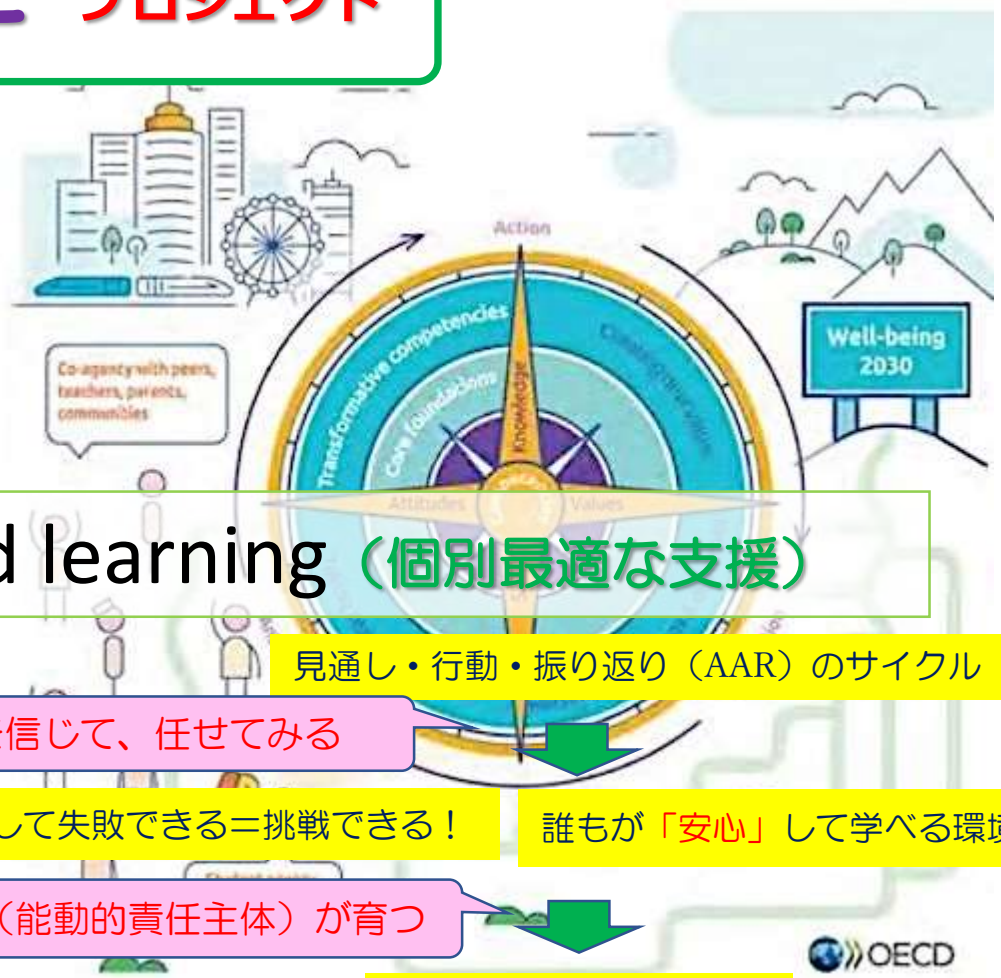 プロジェクト
Action
Well-being
2030
Transformative competencies
Core foundations
Knowledge
Co-agency with peers,
teachers, parents,
communities
Attitudes
Values
learning（個別最適な支援）
見通し・行動・振り返り（AAR）のサイクル
信じて、任せてみる
して失敗できる＝挑戦できる！
誰もが「安心」して学べる環境
（能動的責任主体）が育つ
OECD